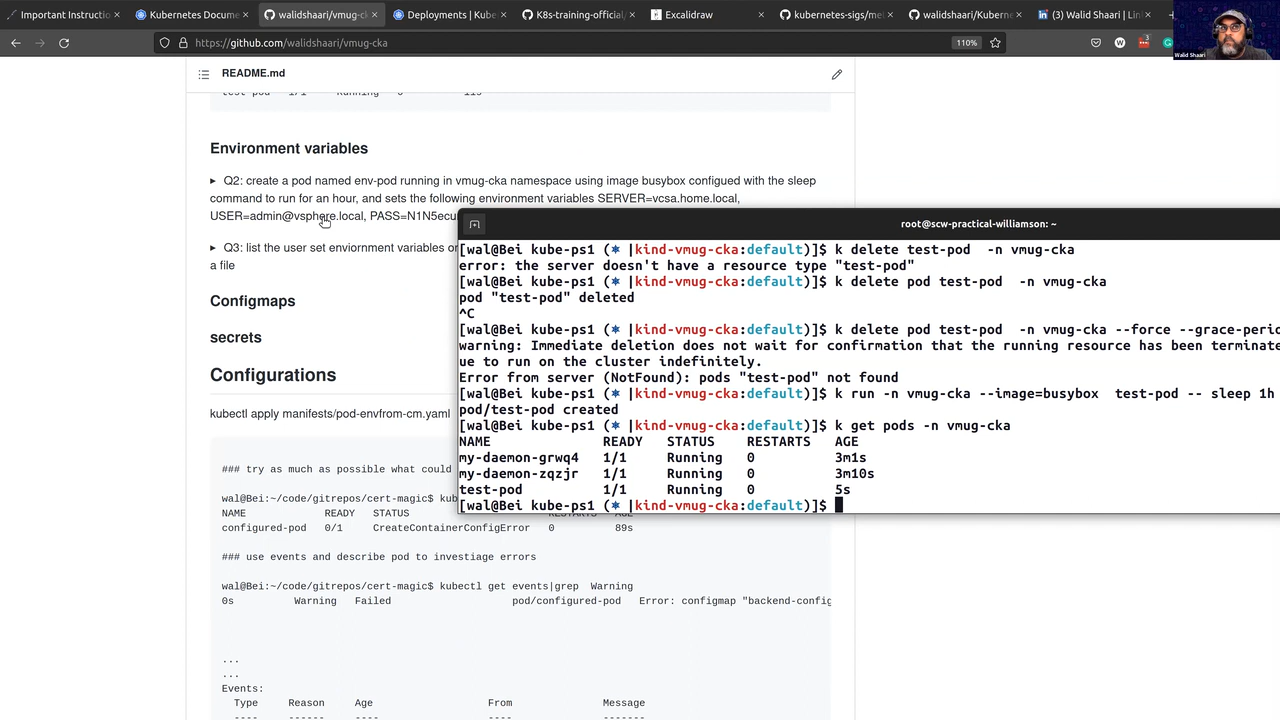 Important Instructio
Kubernetes Docume
walidshaari/vmug-ck
Deployments | Kube
K8s-training-official/
Excalidraw
kubernetes-sigs/me
walidshaari/Kuberne
(3) Walid Shaari | Lin
https://github.com/walidshaari/vmug-cka
110%
Walid Shaari
README.md
test-pod 1/1 Running 0 11s
Environment variables
Q2: create a pod named env-pod running in vmug-cka namespace using image busybox configued with the sleep
command to run for an hour, and sets the following environment variables SERVER=vcsa.home.local,
USER=admin@vsphere.local, PASS=N1N5ecu
Q3: list the user set enviornment variables or
a file
Configmaps
secrets
Configurations
kubectl apply manifests/pod-envfrom-cm.yaml
### try as much as possible what could
wal@Bei:~/code/gitrepos/cert-magic$ kub
NAME READY STATUS RESTARTS AGE
configured-pod 0/1 CreateContainerConfigError 0 89s
### use events and describe pod to investiage errors
wal@Bei:~/code/gitrepos/cert-magic$ kubectl get events|grep Warning
0s Warning Failed pod/configured-pod Error: configmap "backend-config
...
...
Events:
Type Reason Age From Message
---- ------ ---- ---- -------
root@scw-practical-williamson: ~
[wal@Bei kube-ps1 (⎈ |kind-vmug-cka:default)]$ k delete test-pod -n vmug-cka
error: the server doesn't have a resource type "test-pod"
[wal@Bei kube-ps1 (⎈ |kind-vmug-cka:default)]$ k delete pod test-pod -n vmug-cka
pod "test-pod" deleted
^C
[wal@Bei kube-ps1 (⎈ |kind-vmug-cka:default)]$ k delete pod test-pod -n vmug-cka --force --grace-perio
warning: Immediate deletion does not wait for confirmation that the running resource has been terminate
ue to run on the cluster indefinitely.
Error from server (NotFound): pods "test-pod" not found
[wal@Bei kube-ps1 (⎈ |kind-vmug-cka:default)]$ k run -n vmug-cka --image=busybox test-pod -- sleep 1h
pod/test-pod created
[wal@Bei kube-ps1 (⎈ |kind-vmug-cka:default)]$ k get pods -n vmug-cka
NAME READY STATUS RESTARTS AGE
my-daemon-grwq4 1/1 Running 0 3m1s
my-daemon-zqzjr 1/1 Running 0 3m10s
test-pod 1/1 Running 0 5s
[wal@Bei kube-ps1 (⎈ |kind-vmug-cka:default)]$